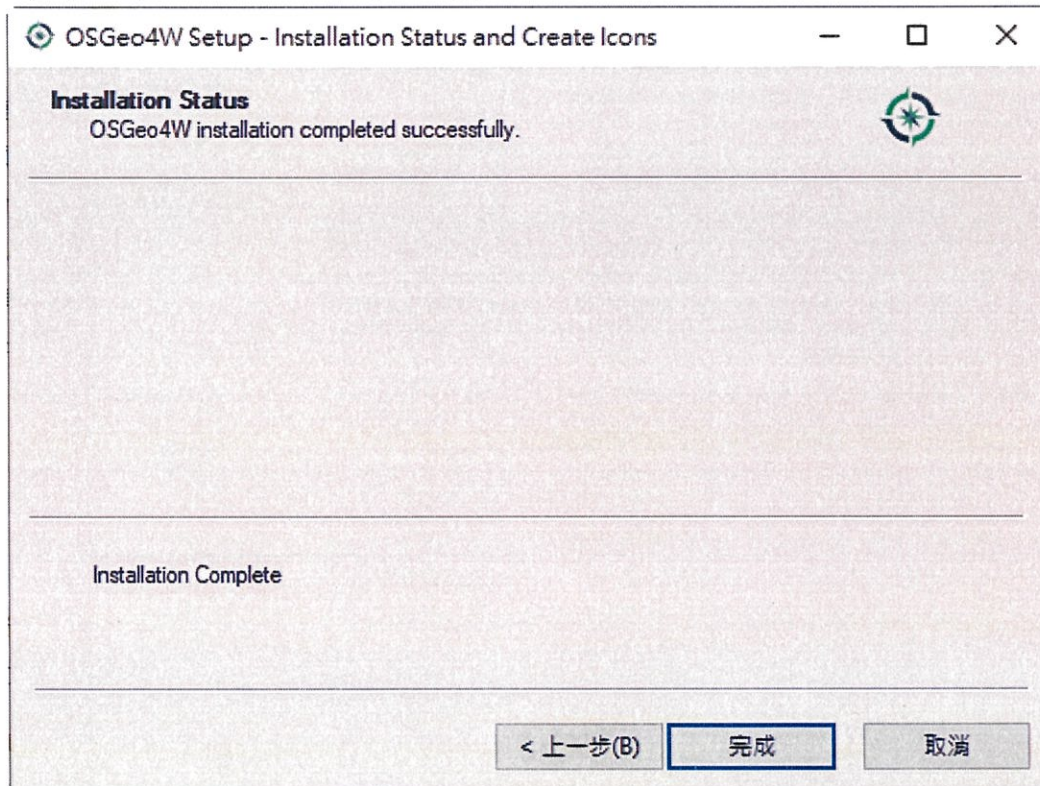 OSGeo4W Setup - Installation Status and Create Icons
Installation Status
OSGeo4W installation completed successfully.
Installation Complete
< 上一步(B) 完成 取消